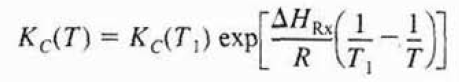 K_C(T) = K_C(T_1) exp[ΔH_Rx/R (1/T_1 − 1/T)]